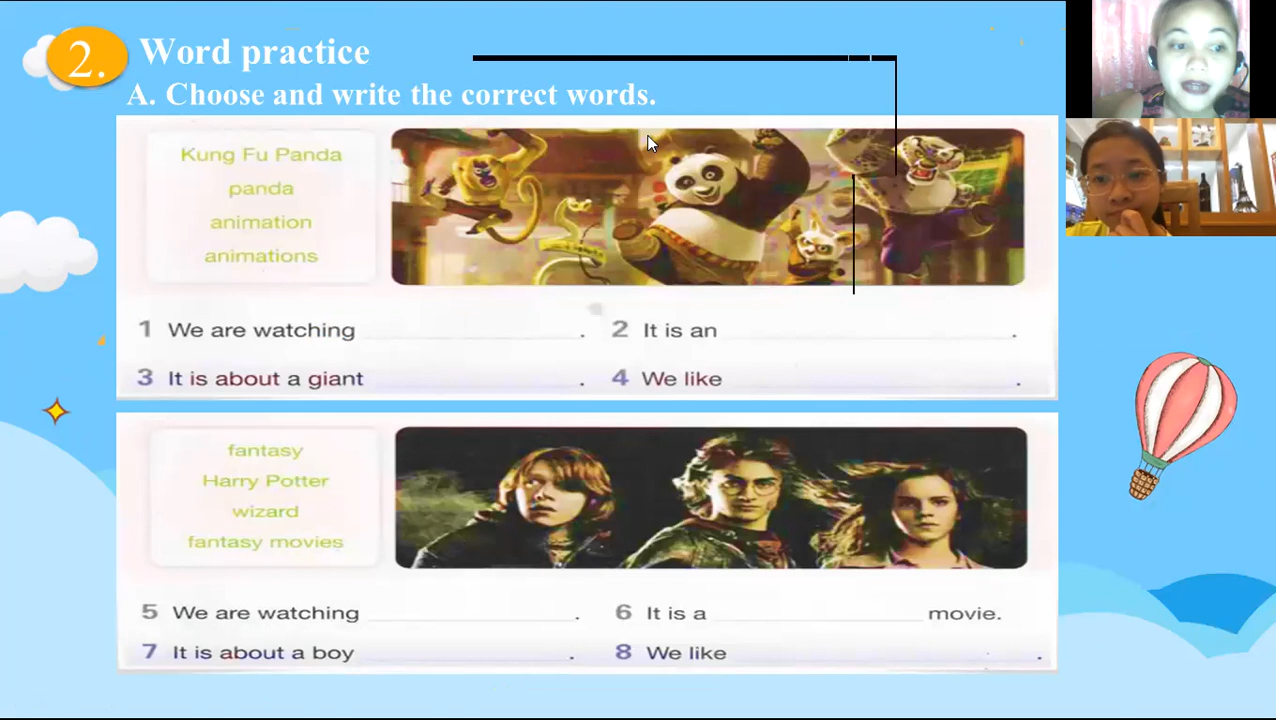 2. Word practice
A. Choose and write the correct words.
Kung Fu Panda
panda
animation
animations
1 We are watching .
2 It is an .
3 It is about a giant .
4 We like .
fantasy
Harry Potter
wizard
fantasy movies
5 We are watching .
6 It is a movie.
7 It is about a boy .
8 We like .